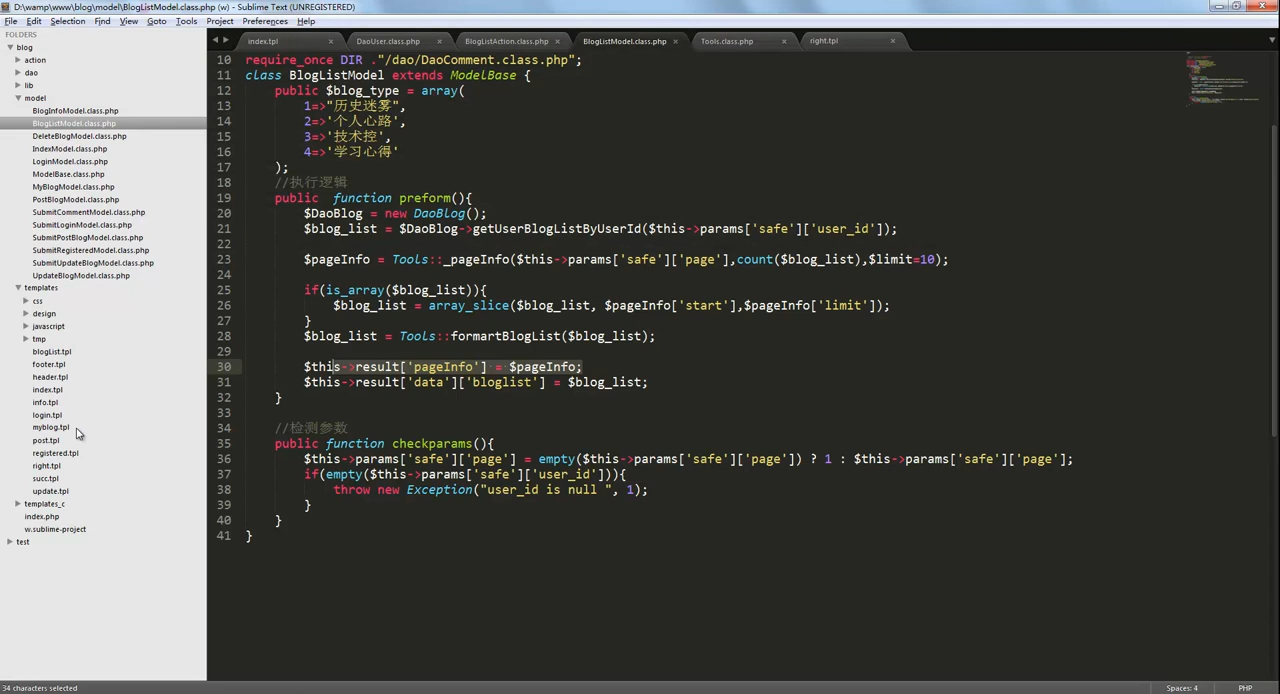 D:\wamp\www\blog\model\BlogListModel.class.php (w) - Sublime Text (UNREGISTERED)
File Edit Selection Find View Goto Tools Project Preferences Help
FOLDERS
blog
action
dao
lib
model
BlogInfoModel.class.php
BlogListModel.class.php
DeleteBlogModel.class.php
IndexModel.class.php
LoginModel.class.php
ModelBase.class.php
MyBlogModel.class.php
PostBlogModel.class.php
SubmitCommentModel.class.php
SubmitLoginModel.class.php
SubmitPostBlogModel.class.php
SubmitRegisteredModel.class.php
SubmitUpdateBlogModel.class.php
UpdateBlogModel.class.php
templates
css
design
javascript
tmp
blogList.tpl
footer.tpl
header.tpl
index.tpl
info.tpl
login.tpl
myblog.tpl
post.tpl
registered.tpl
right.tpl
succ.tpl
update.tpl
templates_c
index.php
w.sublime-project
test
index.tpl DaoUser.class.php BlogListAction.class.php BlogListModel.class.php Tools.class.php right.tpl
10 require_once DIR ."/dao/DaoComment.class.php";
11 class BlogListModel extends ModelBase {
12 public $blog_type = array(
13 1=>"历史迷雾",
14 2=>'个人心路',
15 3=>'技术控',
16 4=>'学习心得'
17 );
18 //执行逻辑
19 public function preform(){
20 $DaoBlog = new DaoBlog();
21 $blog_list = $DaoBlog->getUserBlogListByUserId($this->params['safe']['user_id']);
22
23 $pageInfo = Tools::_pageInfo($this->params['safe']['page'],count($blog_list),$limit=10);
24
25 if(is_array($blog_list)){
26 $blog_list = array_slice($blog_list, $pageInfo['start'],$pageInfo['limit']);
27 }
28 $blog_list = Tools::formartBlogList($blog_list);
29
30 $this->result['pageInfo'] = $pageInfo;
31 $this->result['data']['bloglist'] = $blog_list;
32 }
33
34 //检测参数
35 public function checkparams(){
36 $this->params['safe']['page'] = empty($this->params['safe']['page']) ? 1 : $this->params['safe']['page'];
37 if(empty($this->params['safe']['user_id'])){
38 throw new Exception("user_id is null ", 1);
39 }
40 }
41 }
34 characters selected
Spaces: 4 PHP